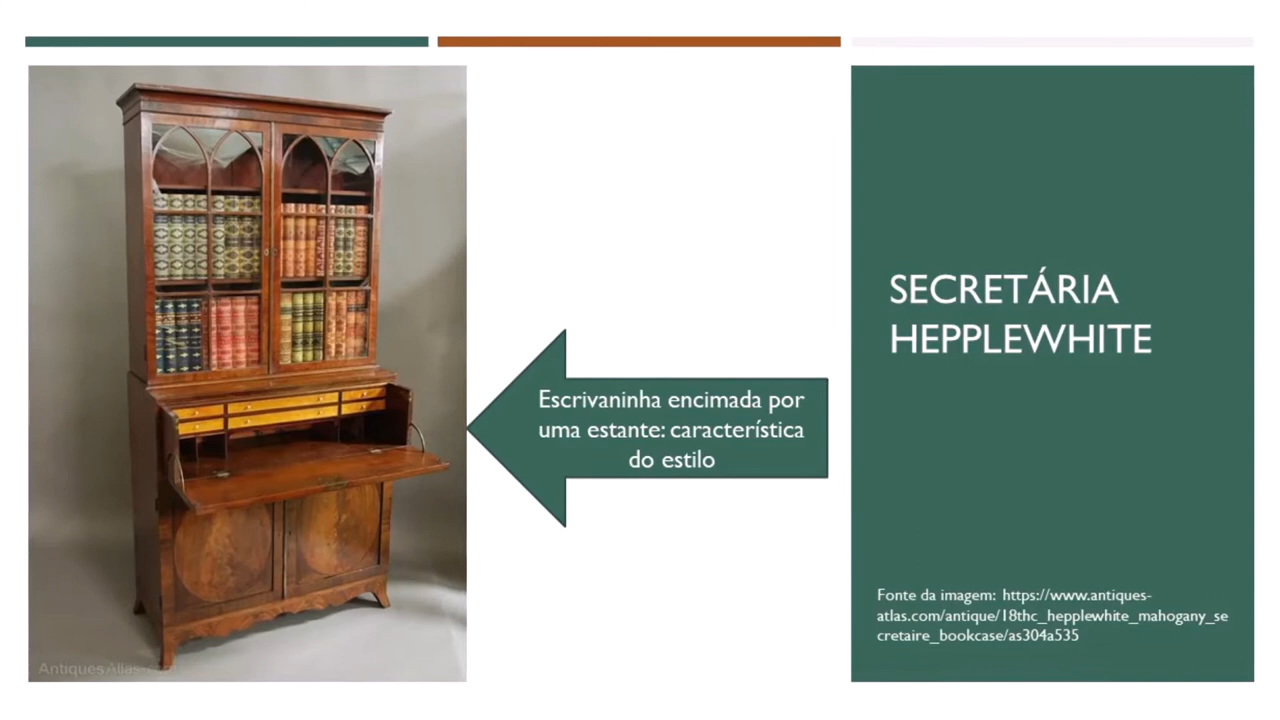 SECRETÁRIA
HEPPLEWHITE
Escrivaninha encimada por
uma estante: característica
do estilo
Fonte da imagem: https://www.antiques-
atlas.com/antique/18thc_hepplewhite_mahogany_se
cretaire_bookcase/as304a535
AntiquesAtlas.com